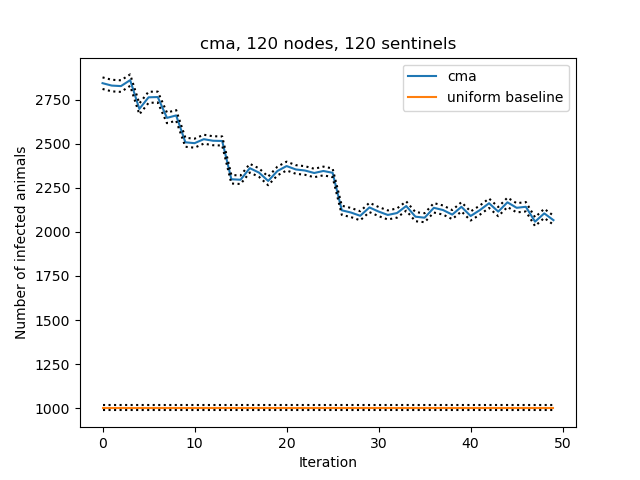 cma, 120 nodes, 120 sentinels
cma
uniform baseline
Number of infected animals
2750
2500
2250
2000
1750
1500
1250
1000
0 10 20 30 40 50
Iteration